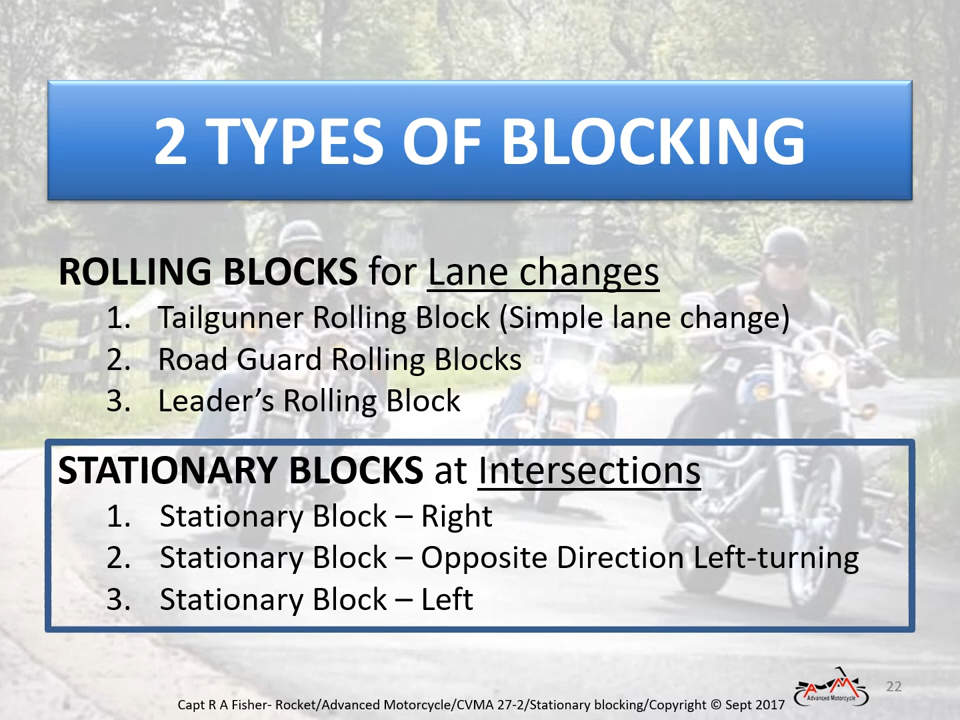 2 TYPES OF BLOCKING
ROLLING BLOCKS for Lane changes
1. Tailgunner Rolling Block (Simple lane change)
2. Road Guard Rolling Blocks
3. Leader’s Rolling Block
STATIONARY BLOCKS at Intersections
1. Stationary Block – Right
2. Stationary Block – Opposite Direction Left-turning
3. Stationary Block – Left
Capt R A Fisher- Rocket/Advanced Motorcycle/CVMA 27-2/Stationary blocking/Copyright © Sept 2017
AM
Advanced Motorcycle
22